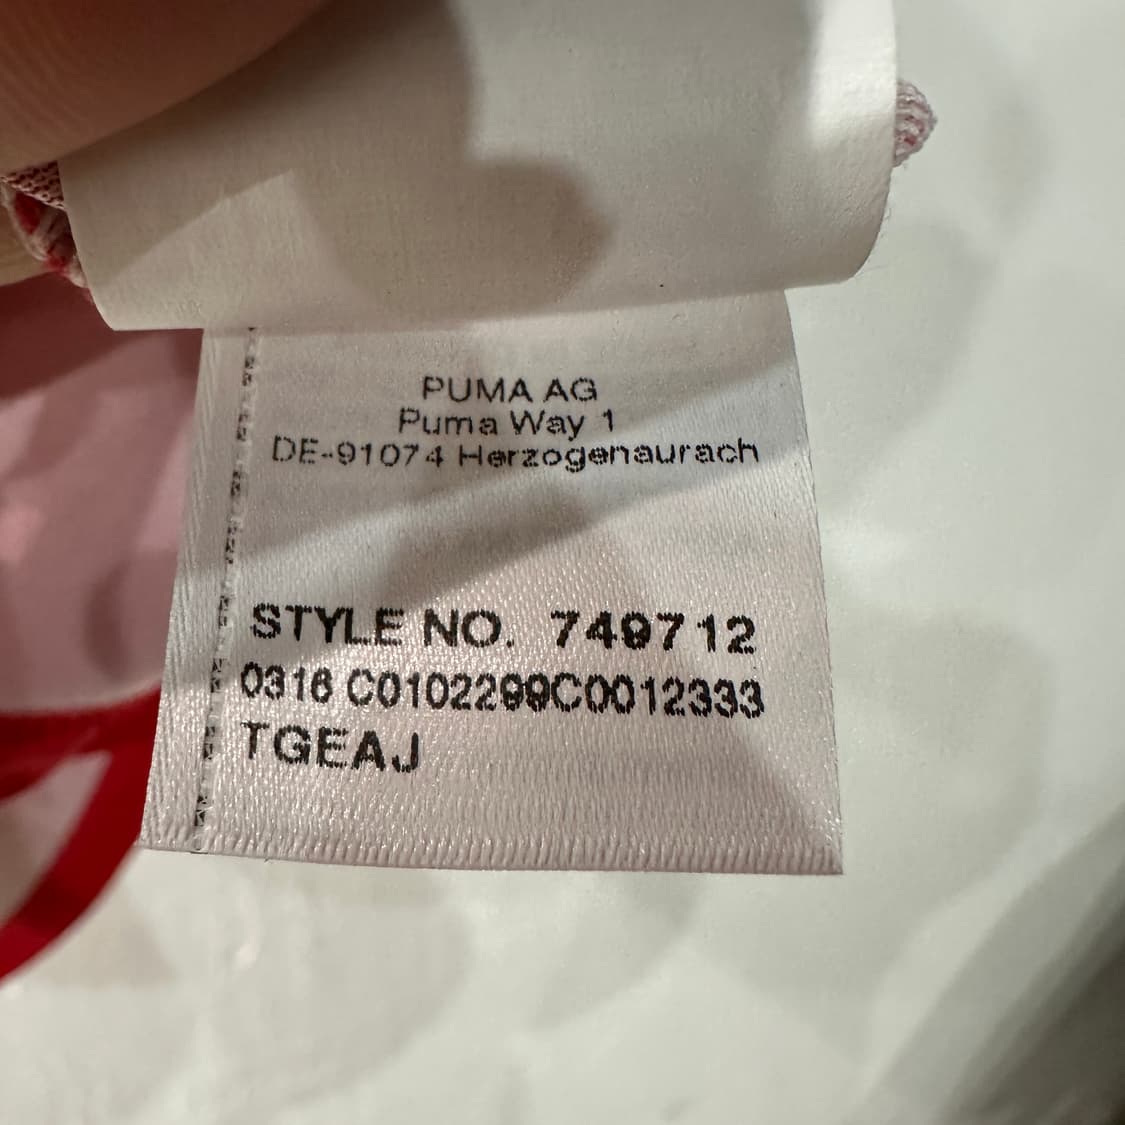 PUMA AG
Puma Way 1
DE-91074 Herzogenaurach
STYLE NO. 749712
0316 C0102299C0012333
TGEAJ